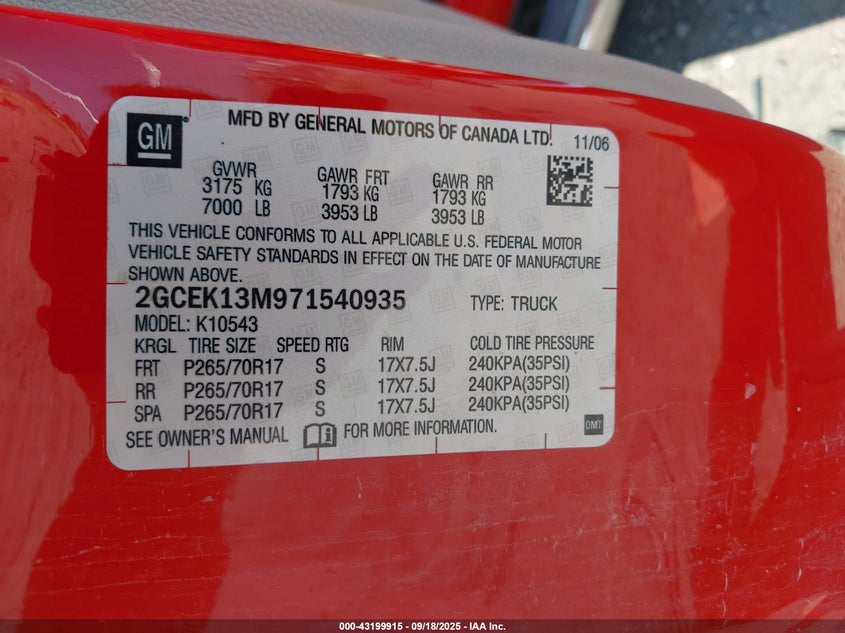 GM
MFD BY GENERAL MOTORS OF CANADA LTD.
11/06
GVWR GAWR FRT GAWR RR
3175 KG 1793 KG 1793 KG
7000 LB 3953 LB 3953 LB
THIS VEHICLE CONFORMS TO ALL APPLICABLE U.S. FEDERAL MOTOR
VEHICLE SAFETY STANDARDS IN EFFECT ON THE DATE OF MANUFACTURE
SHOWN ABOVE.
2GCEK13M971540935 TYPE: TRUCK
MODEL: K10543
KRGL TIRE SIZE SPEED RTG RIM COLD TIRE PRESSURE
FRT P265/70R17 S 17X7.5J 240KPA(35PSI)
RR P265/70R17 S 17X7.5J 240KPA(35PSI)
SPA P265/70R17 S 17X7.5J 240KPA(35PSI)
SEE OWNER'S MANUAL FOR MORE INFORMATION.
DMT
000-43199915 - 09/18/2025 - IAA Inc.